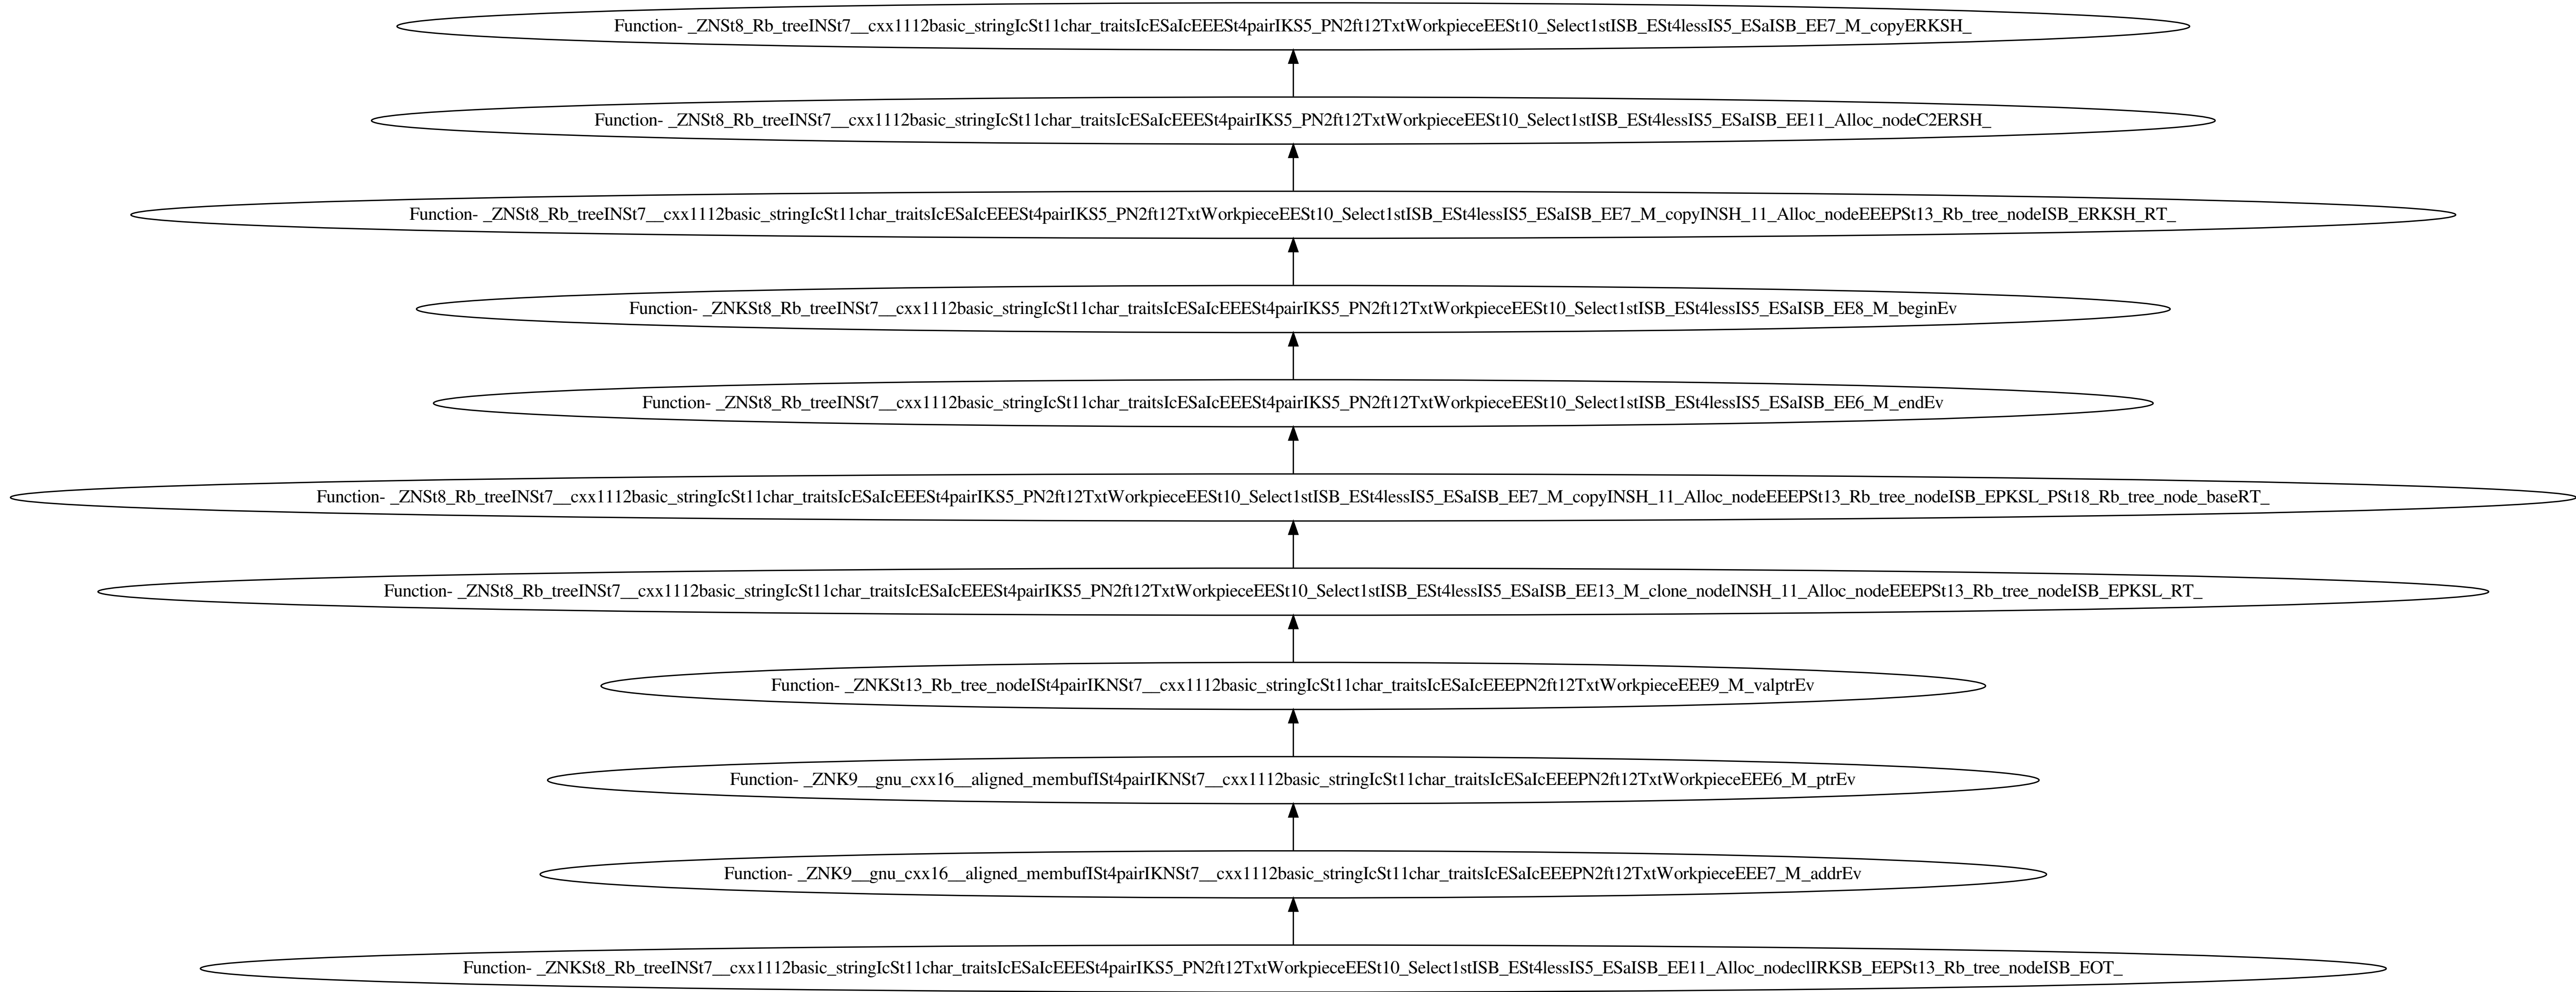 Function- _ZNSt8_Rb_treeINSt7__cxx1112basic_stringIcSt11char_traitsIcESaIcEEESt4pairIKS5_PN2ft12TxtWorkpieceEESt10_Select1stISB_ESt4lessIS5_ESaISB_EE7_M_copyERKSH_
Function- _ZNSt8_Rb_treeINSt7__cxx1112basic_stringIcSt11char_traitsIcESaIcEEESt4pairIKS5_PN2ft12TxtWorkpieceEESt10_Select1stISB_ESt4lessIS5_ESaISB_EE11_Alloc_nodeC2ERSH_
Function- _ZNSt8_Rb_treeINSt7__cxx1112basic_stringIcSt11char_traitsIcESaIcEEESt4pairIKS5_PN2ft12TxtWorkpieceEESt10_Select1stISB_ESt4lessIS5_ESaISB_EE7_M_copyINSH_11_Alloc_nodeEEEPSt13_Rb_tree_nodeISB_ERKSH_RT_
Function- _ZNKSt8_Rb_treeINSt7__cxx1112basic_stringIcSt11char_traitsIcESaIcEEESt4pairIKS5_PN2ft12TxtWorkpieceEESt10_Select1stISB_ESt4lessIS5_ESaISB_EE8_M_beginEv
Function- _ZNSt8_Rb_treeINSt7__cxx1112basic_stringIcSt11char_traitsIcESaIcEEESt4pairIKS5_PN2ft12TxtWorkpieceEESt10_Select1stISB_ESt4lessIS5_ESaISB_EE6_M_endEv
Function- _ZNSt8_Rb_treeINSt7__cxx1112basic_stringIcSt11char_traitsIcESaIcEEESt4pairIKS5_PN2ft12TxtWorkpieceEESt10_Select1stISB_ESt4lessIS5_ESaISB_EE7_M_copyINSH_11_Alloc_nodeEEEPSt13_Rb_tree_nodeISB_EPKSL_PSt18_Rb_tree_node_baseRT_
Function- _ZNSt8_Rb_treeINSt7__cxx1112basic_stringIcSt11char_traitsIcESaIcEEESt4pairIKS5_PN2ft12TxtWorkpieceEESt10_Select1stISB_ESt4lessIS5_ESaISB_EE13_M_clone_nodeINSH_11_Alloc_nodeEEEPSt13_Rb_tree_nodeISB_EPKSL_RT_
Function- _ZNKSt13_Rb_tree_nodeISt4pairIKNSt7__cxx1112basic_stringIcSt11char_traitsIcESaIcEEEPN2ft12TxtWorkpieceEEE9_M_valptrEv
Function- _ZNK9__gnu_cxx16__aligned_membufISt4pairIKNSt7__cxx1112basic_stringIcSt11char_traitsIcESaIcEEEPN2ft12TxtWorkpieceEEE6_M_ptrEv
Function- _ZNK9__gnu_cxx16__aligned_membufISt4pairIKNSt7__cxx1112basic_stringIcSt11char_traitsIcESaIcEEEPN2ft12TxtWorkpieceEEE7_M_addrEv
Function- _ZNKSt8_Rb_treeINSt7__cxx1112basic_stringIcSt11char_traitsIcESaIcEEESt4pairIKS5_PN2ft12TxtWorkpieceEESt10_Select1stISB_ESt4lessIS5_ESaISB_EE11_Alloc_nodeclIRKSB_EEPSt13_Rb_tree_nodeISB_EOT_